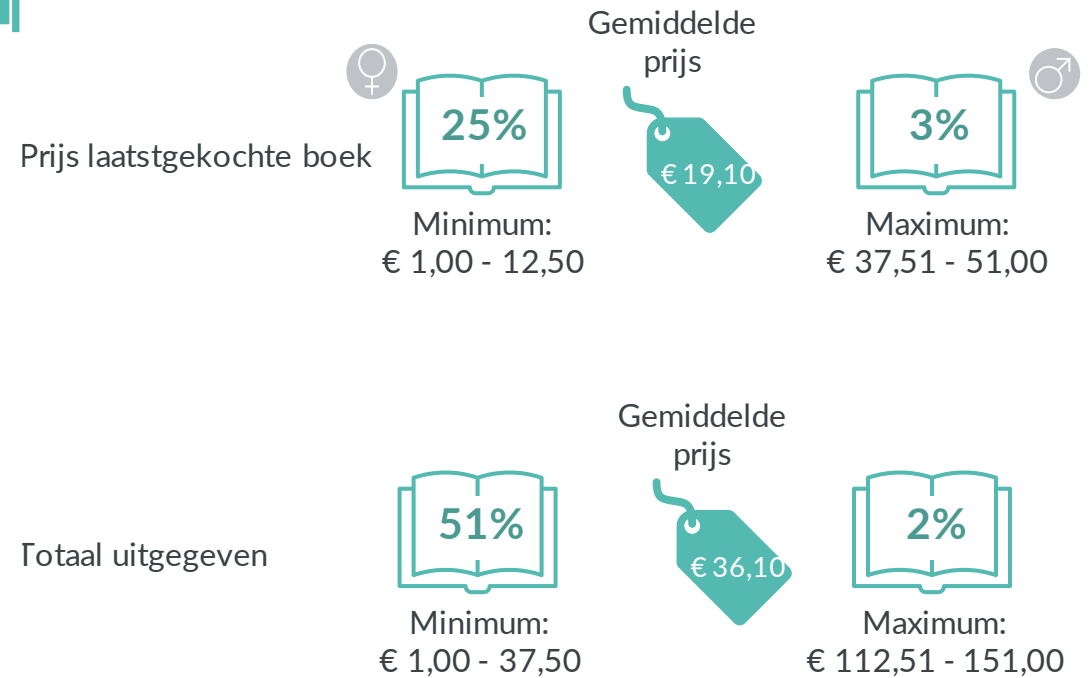 Gemiddelde
prijs
Prijs laatstgekochte boek
25%
€ 19,10
3%
Minimum:
€ 1,00 - 12,50
Maximum:
€ 37,51 - 51,00
Gemiddelde
prijs
Totaal uitgegeven
51%
€ 36,10
2%
Minimum:
€ 1,00 - 37,50
Maximum:
€ 112,51 - 151,00